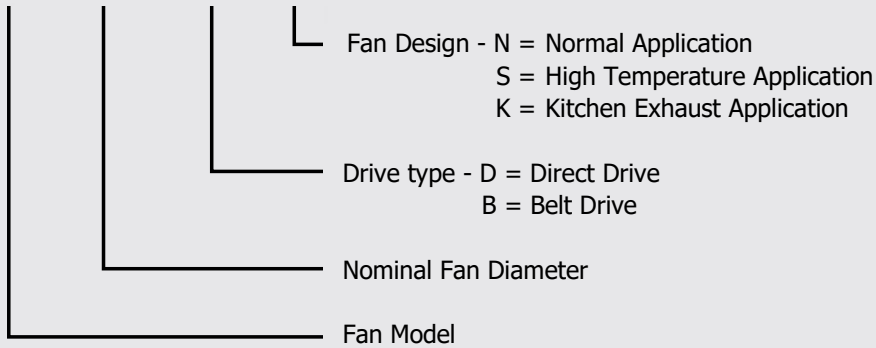 Fan Design - N = Normal Application
S = High Temperature Application
K = Kitchen Exhaust Application
Drive type - D = Direct Drive
B = Belt Drive
Nominal Fan Diameter
Fan Model